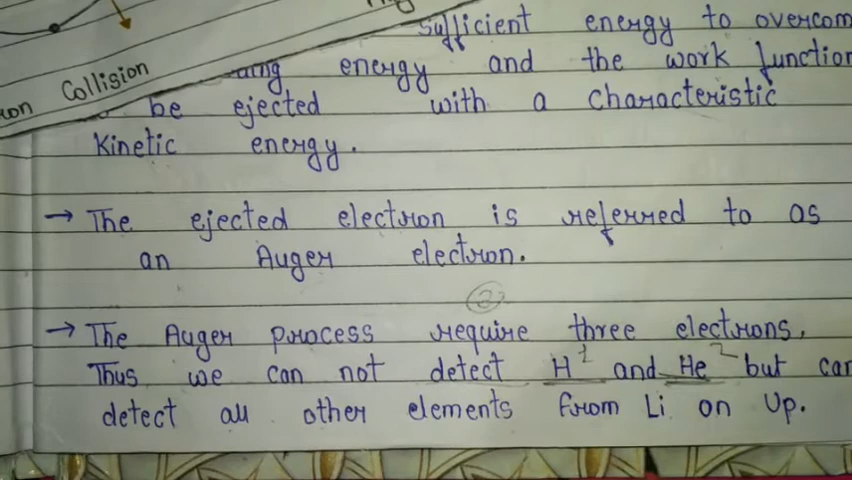 sufficient energy to overcom
energy and the work function
Collision
be ejected with a characteristic
Kinetic energy.
→ The ejected electron is referred to as
an Auger electron.
2
→ The Auger process require three electrons,
Thus we can not detect H¹ and He² but can
detect all other elements from Li on Up.